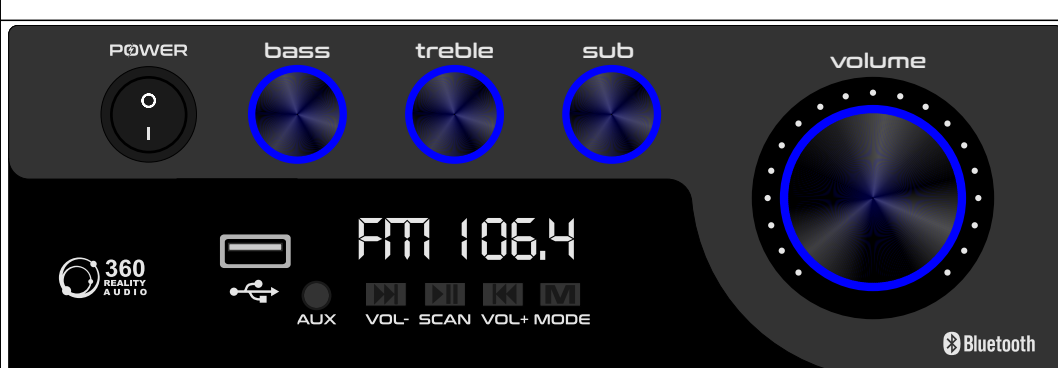 POWER
bass
treble
sub
volume
FM 106.4
360
REALITY
AUDIO
M
AUX
VOL-
SCAN
VOL+
MODE
Bluetooth